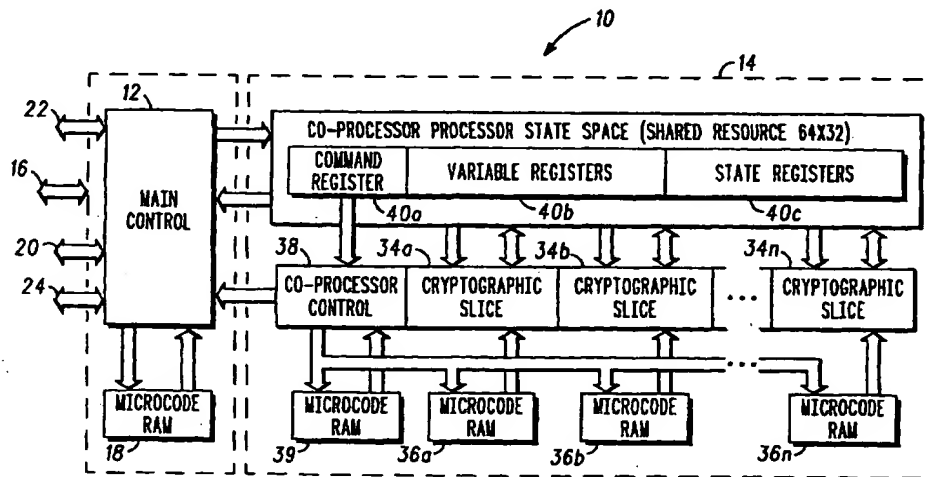 10
14
12
22
16
20
24
MAIN
CONTROL
CO-PROCESSOR PROCESSOR STATE SPACE (SHARED RESOURCE 64X32)
COMMAND
REGISTER
VARIABLE REGISTERS
STATE REGISTERS
40a
40b
40c
38
34a
34b
34n
CO-PROCESSOR
CONTROL
CRYPTOGRAPHIC
SLICE
CRYPTOGRAPHIC
SLICE
...
CRYPTOGRAPHIC
SLICE
...
MICROCODE
RAM
MICROCODE
RAM
MICROCODE
RAM
MICROCODE
RAM
MICROCODE
RAM
18
39
36a
36b
36n